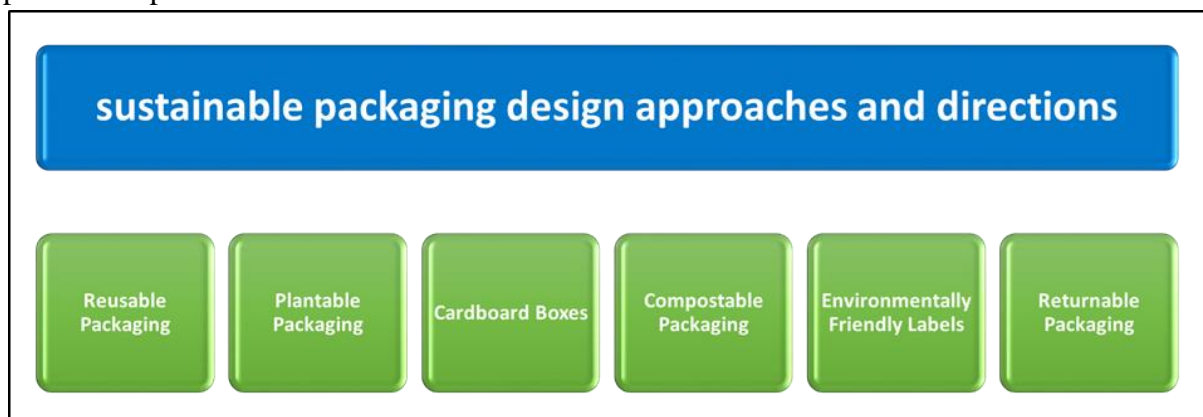 sustainable packaging design approaches and directions
Reusable
Packaging
Plantable
Packaging
Cardboard Boxes
Compostable
Packaging
Environmentally
Friendly Labels
Returnable
Packaging